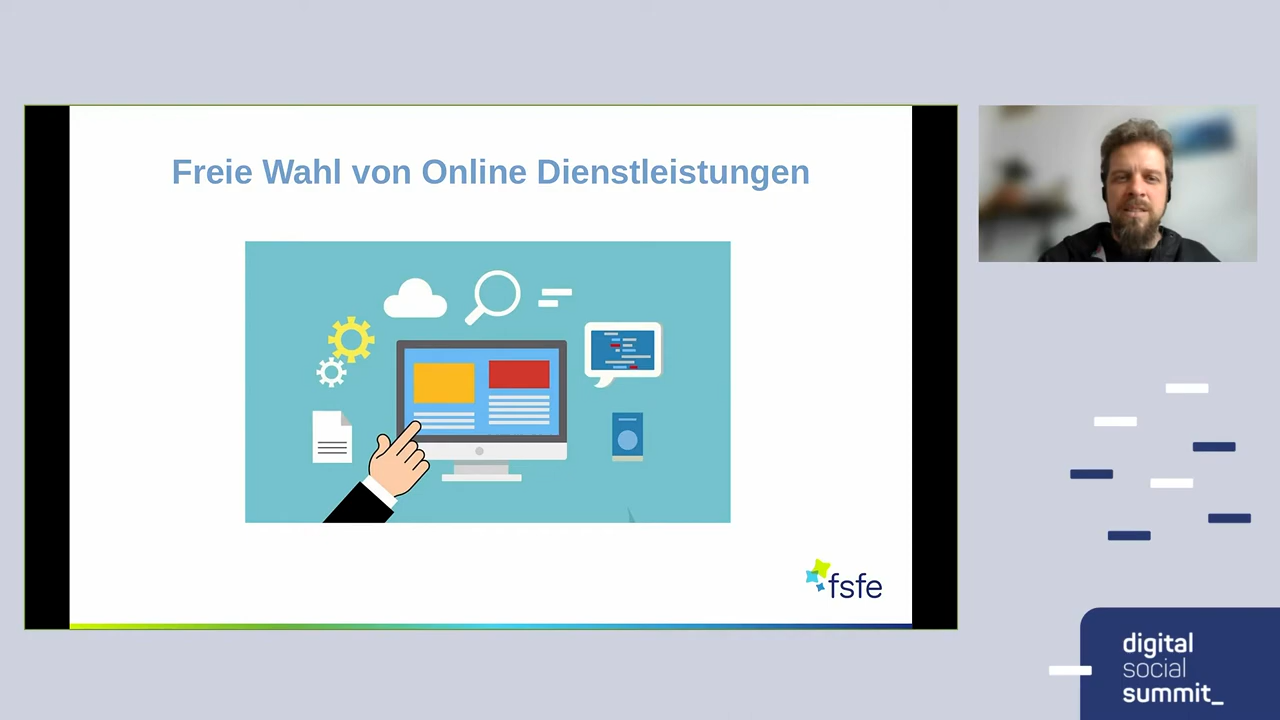 Freie Wahl von Online Dienstleistungen
fsfe
digital
social
summit_